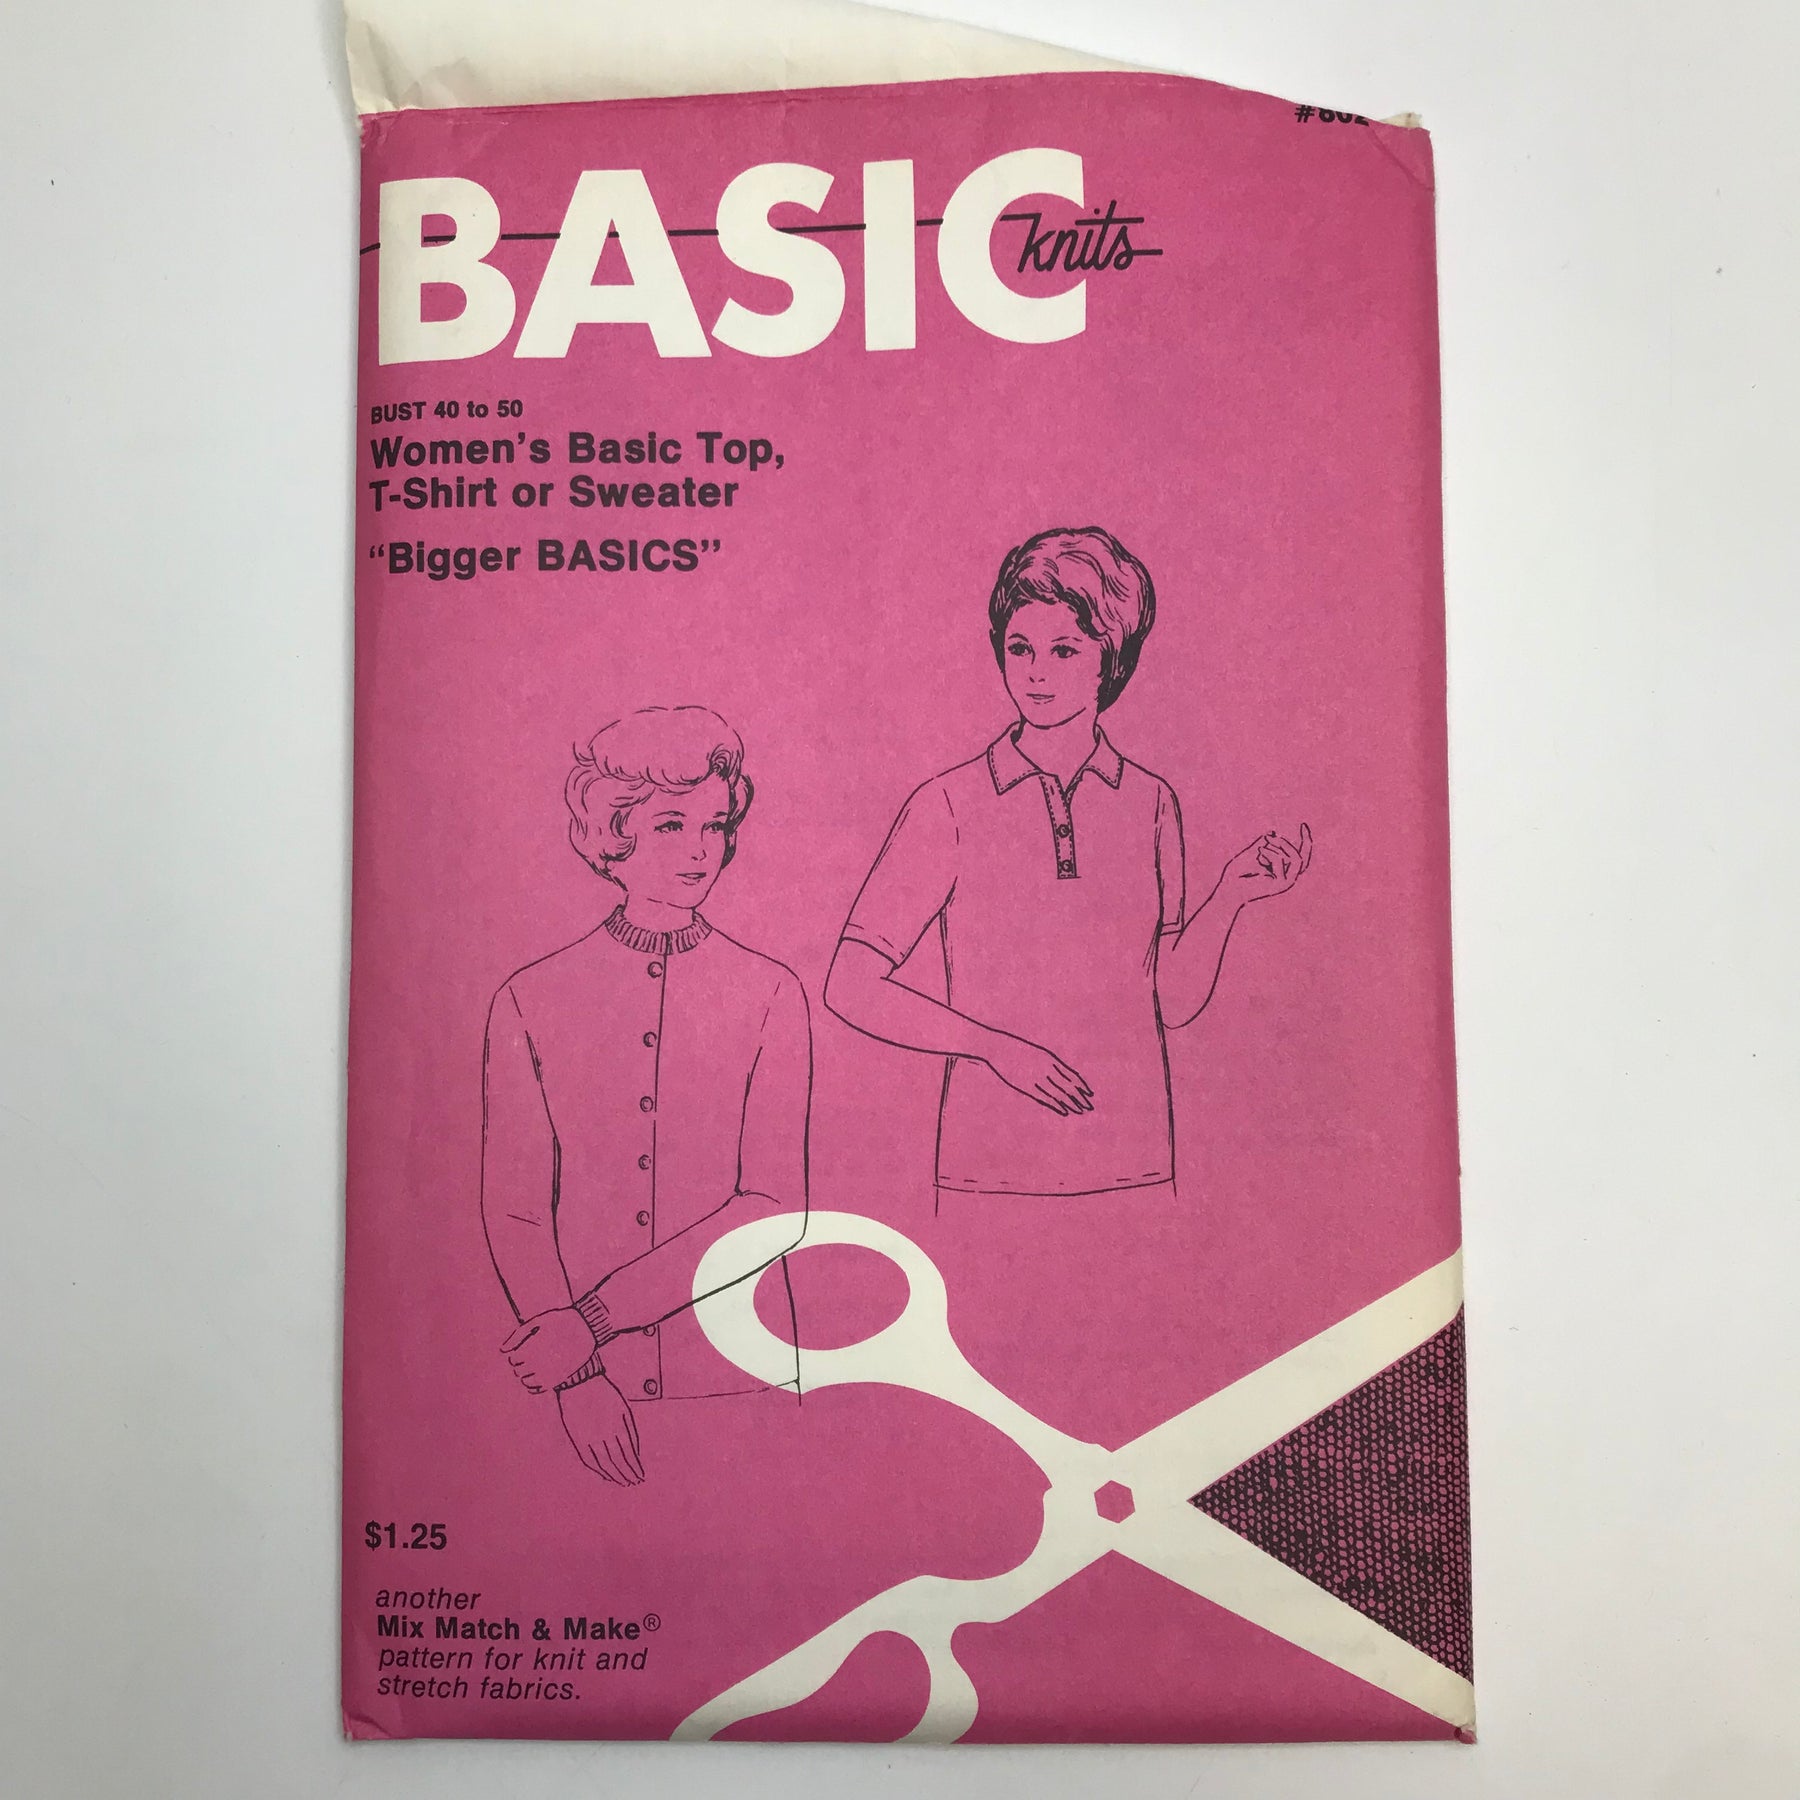 #802
BASIC knits
BUST 40 to 50
Women's Basic Top,
T-Shirt or Sweater
“Bigger BASICS”
$1.25
another
Mix Match & Make®
pattern for knit and
stretch fabrics.